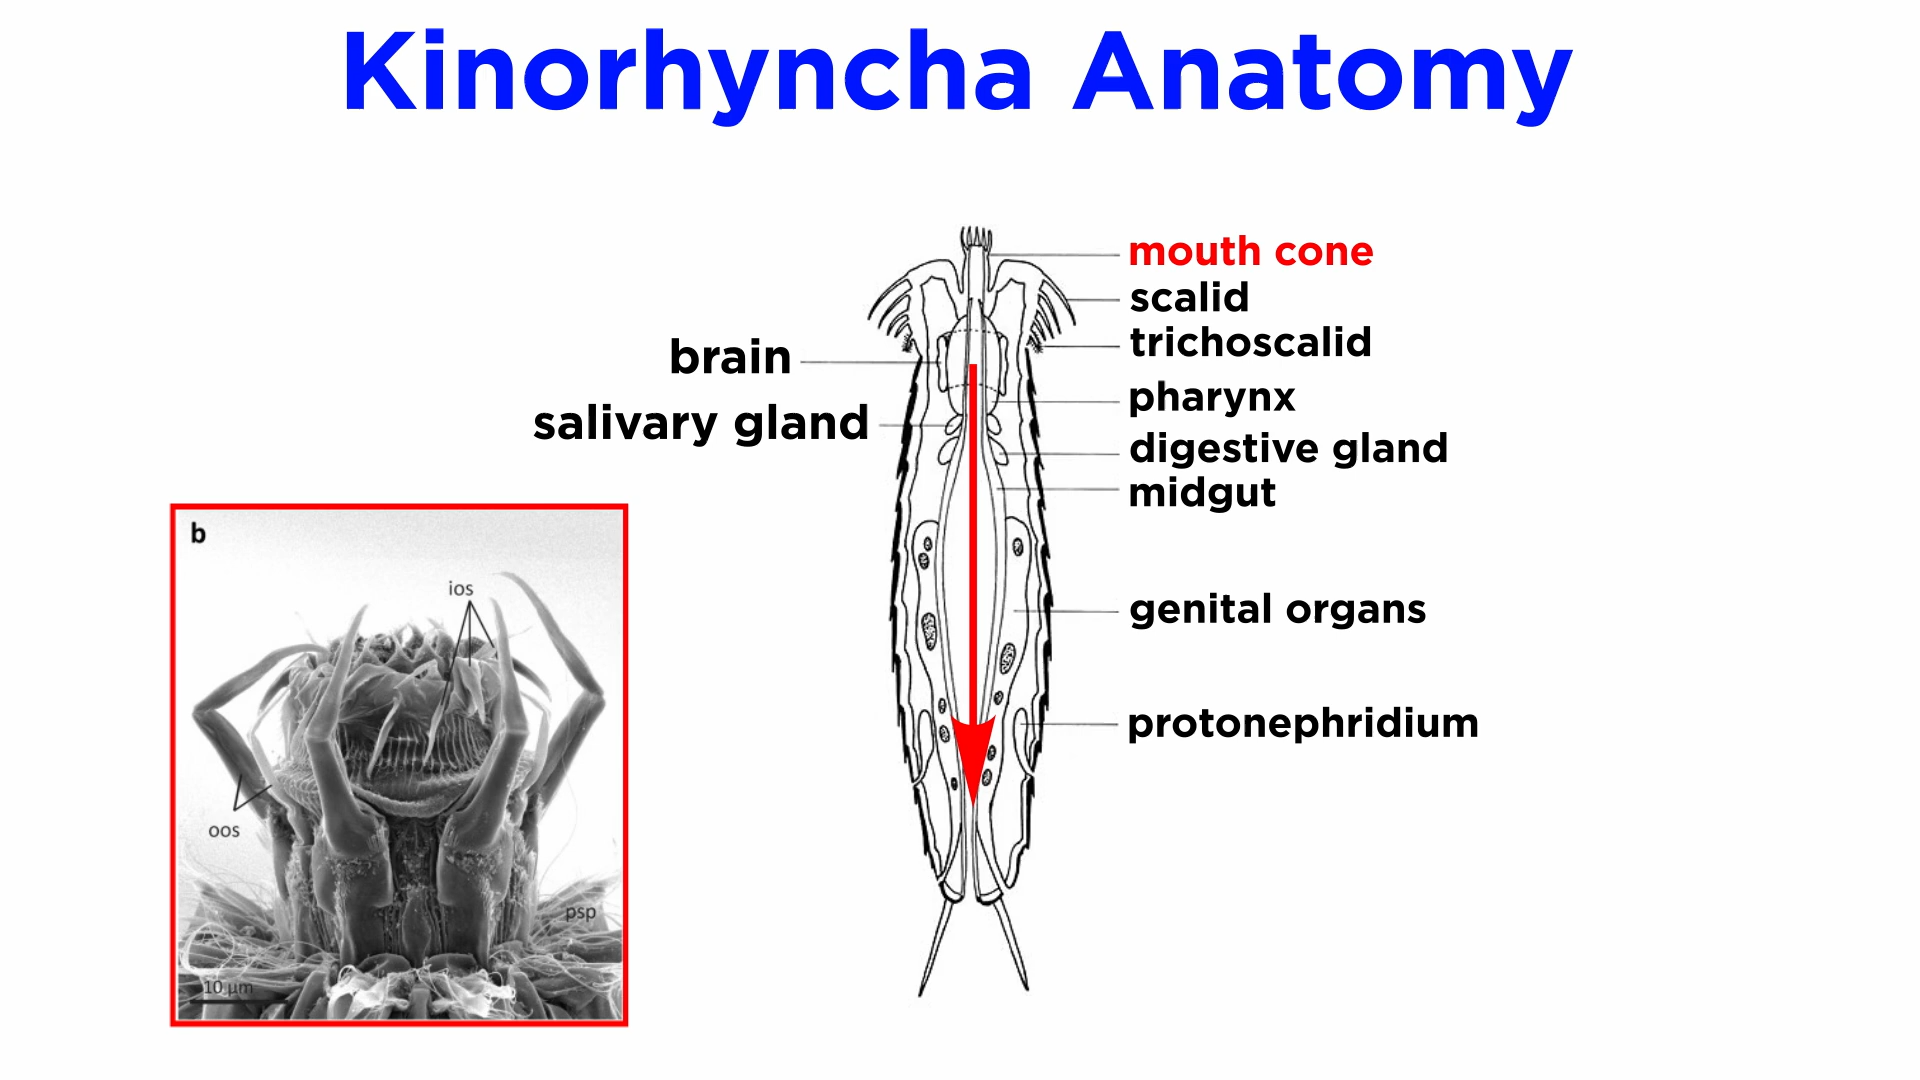 Kinorhyncha Anatomy
mouth cone
scalid
trichoscalid
brain
pharynx
salivary gland
digestive gland
midgut
genital organs
protonephridium
b
ios
oos
psp
10 µm